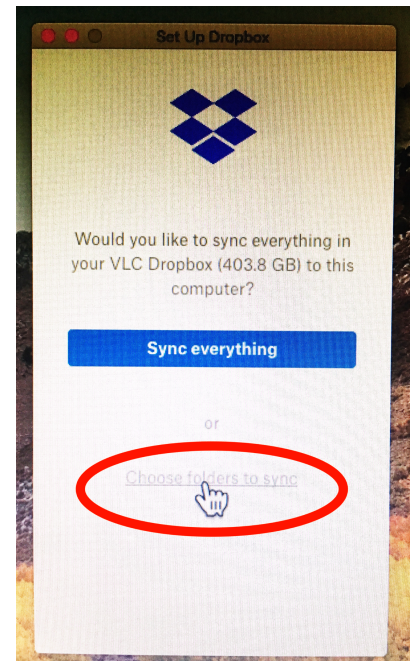 Set Up Dropbox
Would you like to sync everything in
your VLC Dropbox (403.8 GB) to this
computer?
Sync everything
or
Choose folders to sync